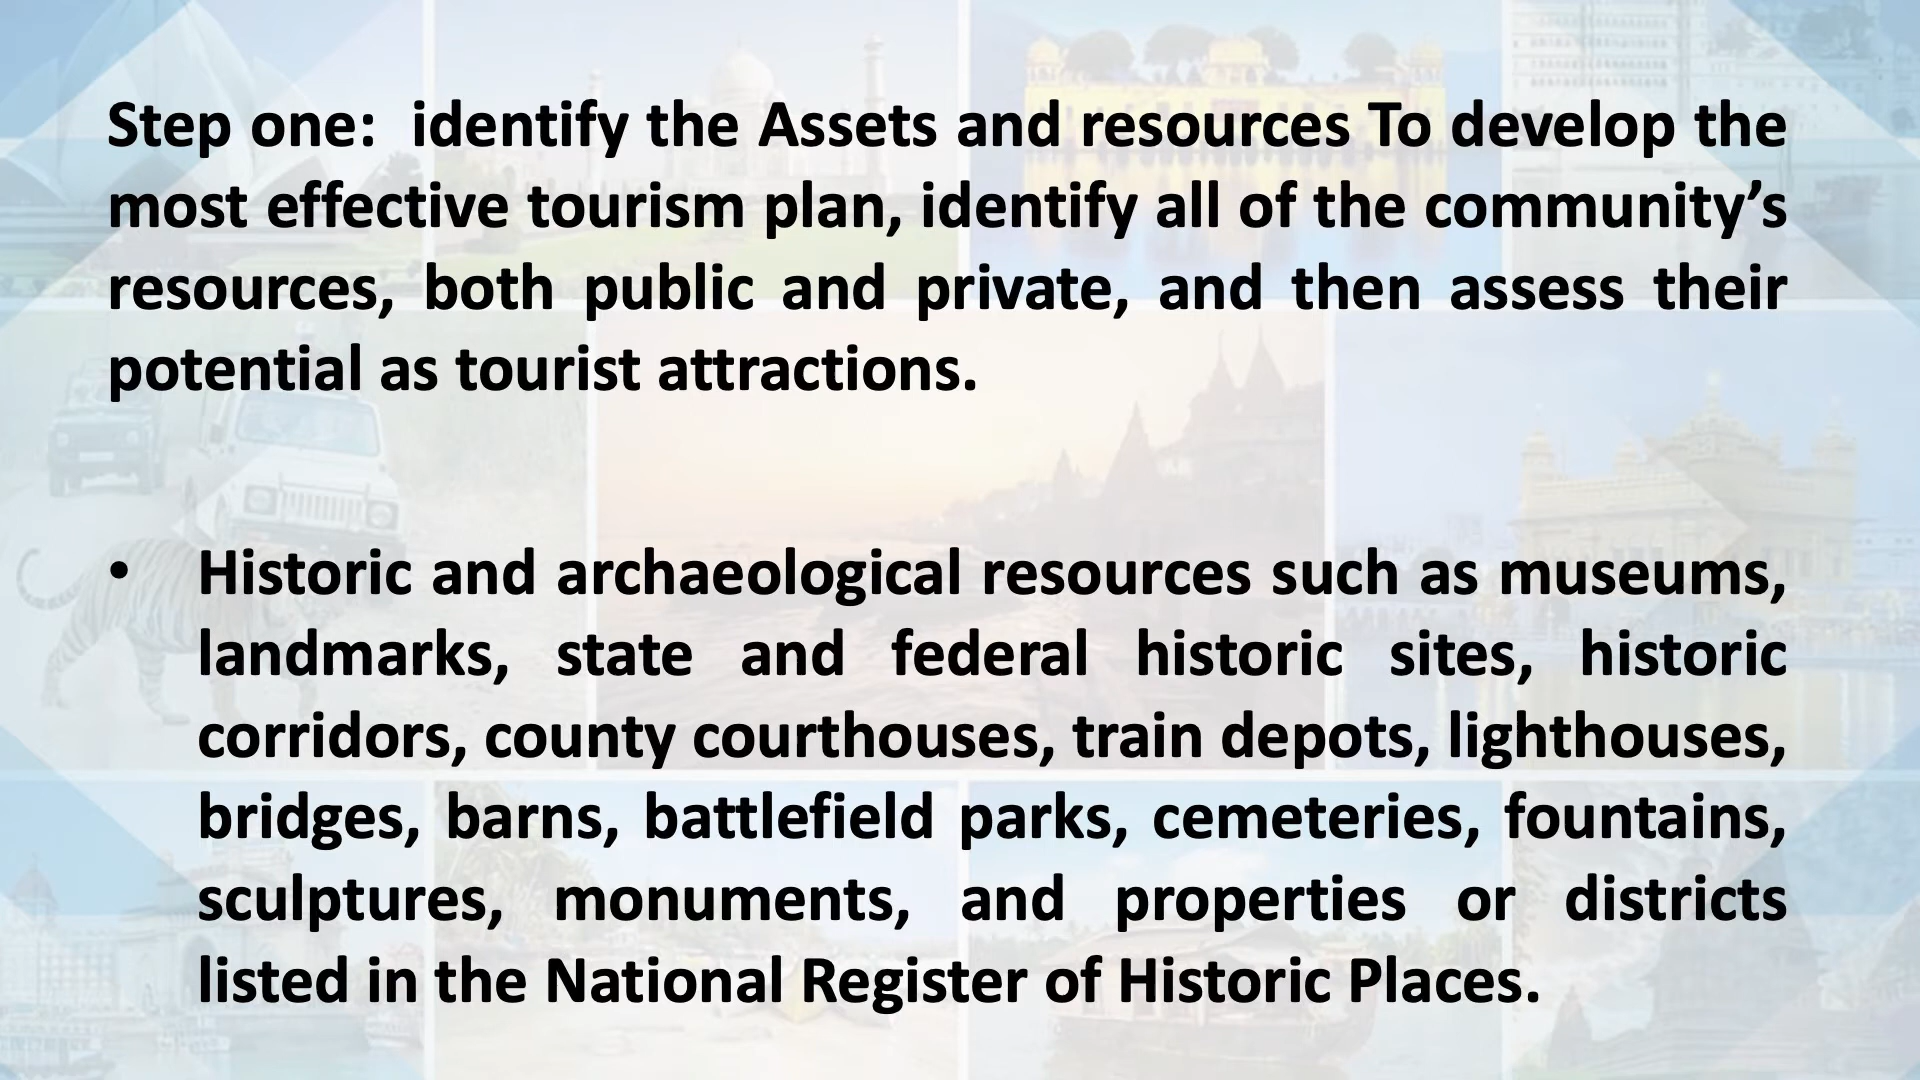 Step one:  identify the Assets and resources To develop the
most effective tourism plan, identify all of the community’s
resources, both public and private, and then assess their
potential as tourist attractions.
• Historic and archaeological resources such as museums,
landmarks, state and federal historic sites, historic
corridors, county courthouses, train depots, lighthouses,
bridges, barns, battlefield parks, cemeteries, fountains,
sculptures, monuments, and properties or districts
listed in the National Register of Historic Places.